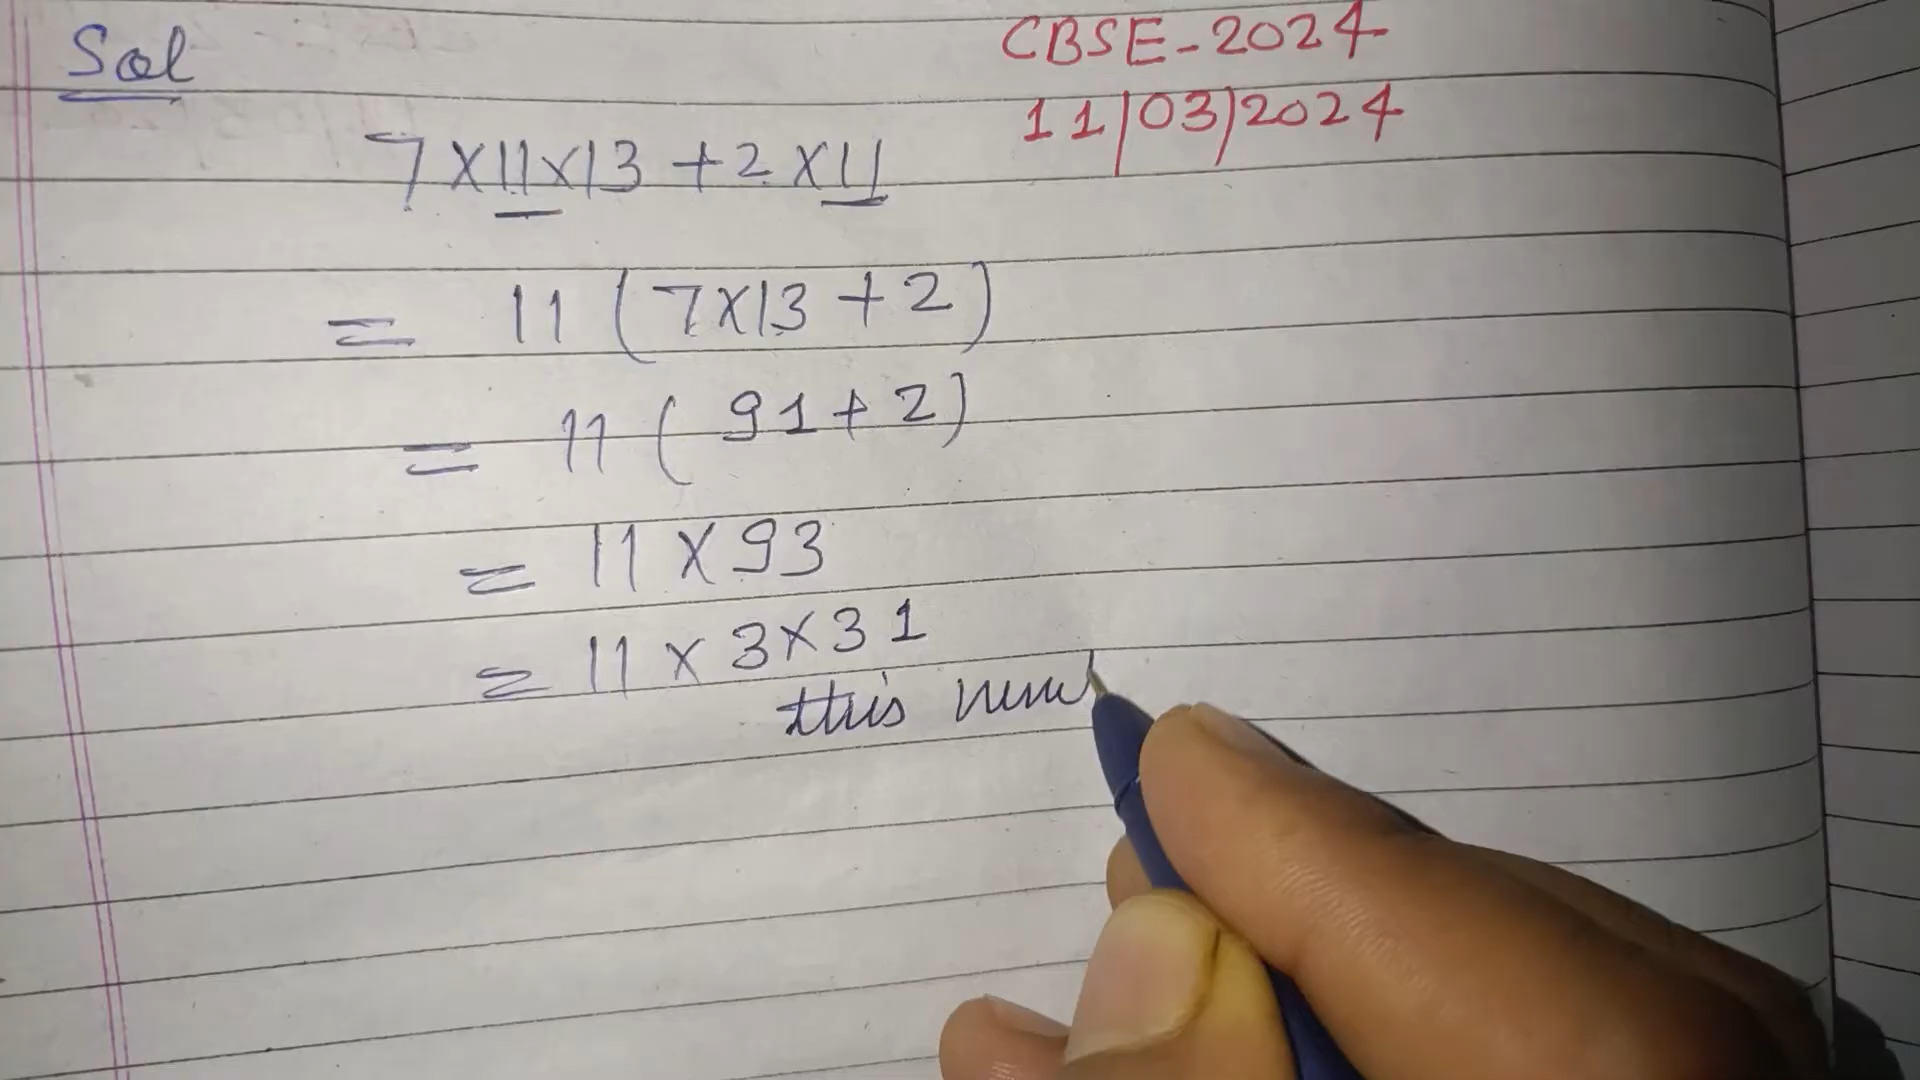 Sol
CBSE-2024
11/03/2024
7×11×13+2×11
= 11(7×13+2)
= 11(91+2)
= 11×93
= 11×3×31
this